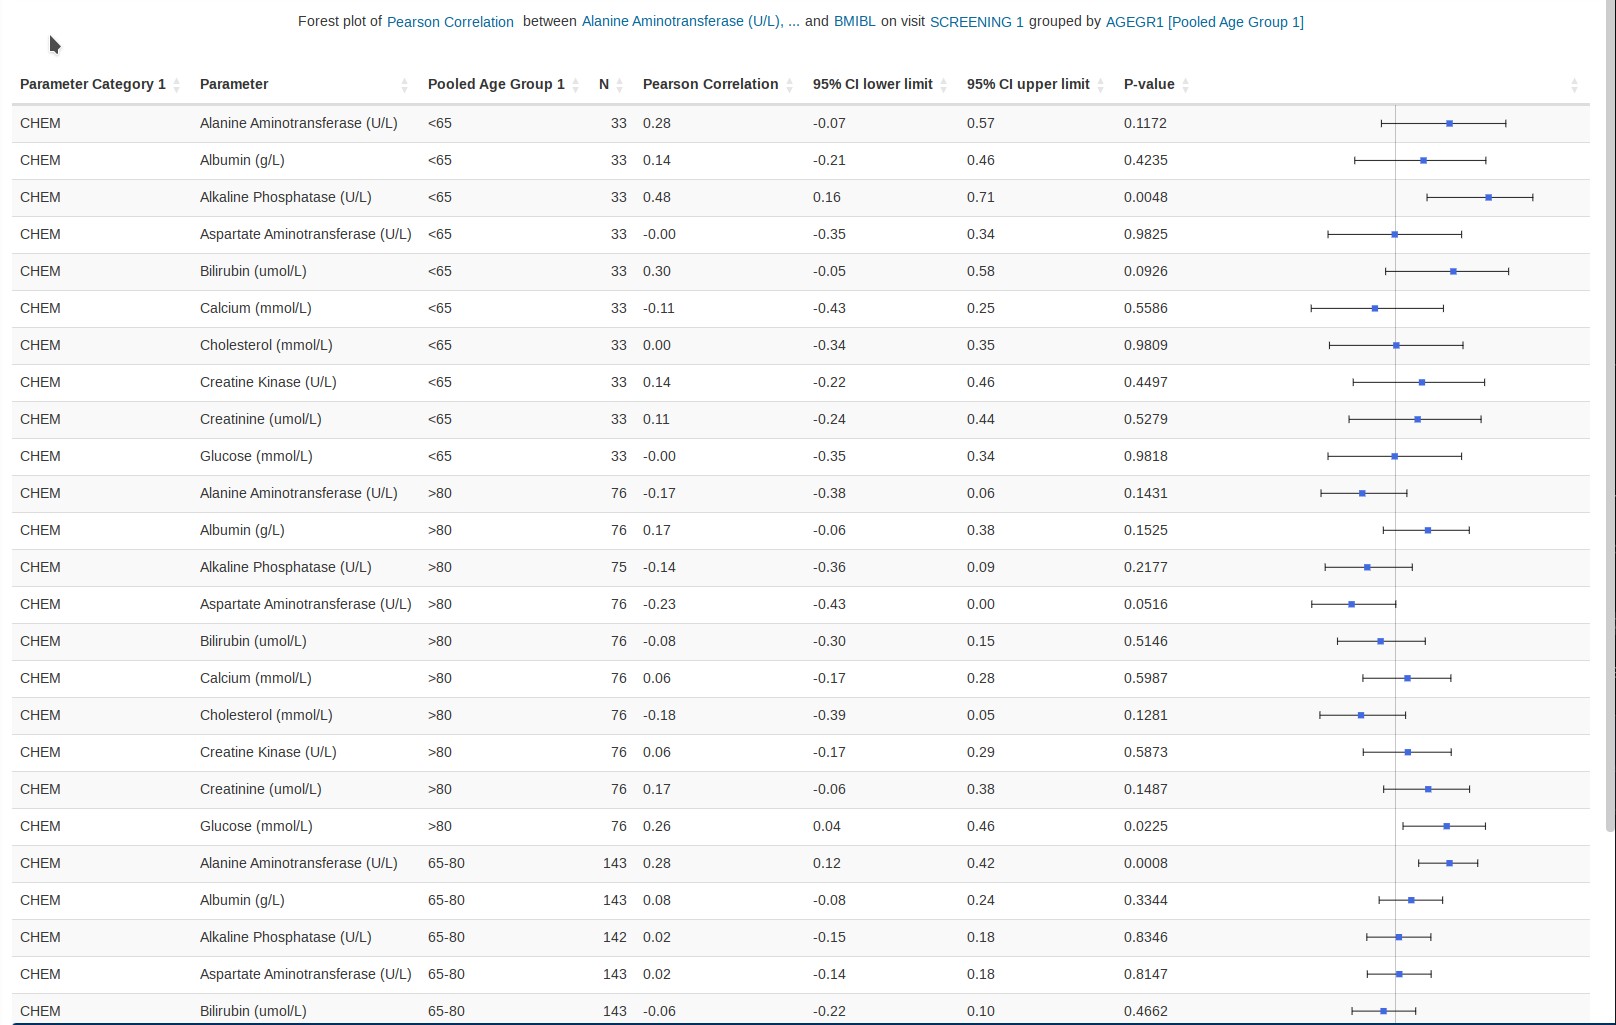 Forest plot of Pearson Correlation between Alanine Aminotransferase (U/L), ... and BMIBL on visit SCREENING 1 grouped by AGEGR1 [Pooled Age Group 1]
Parameter Category 1 Parameter Pooled Age Group 1 N Pearson Correlation 95% CI lower limit 95% CI upper limit P-value
CHEM Alanine Aminotransferase (U/L) <65 33 0.28 -0.07 0.57 0.1172
CHEM Albumin (g/L) <65 33 0.14 -0.21 0.46 0.4235
CHEM Alkaline Phosphatase (U/L) <65 33 0.48 0.16 0.71 0.0048
CHEM Aspartate Aminotransferase (U/L) <65 33 -0.00 -0.35 0.34 0.9825
CHEM Bilirubin (umol/L) <65 33 0.30 -0.05 0.58 0.0926
CHEM Calcium (mmol/L) <65 33 -0.11 -0.43 0.25 0.5586
CHEM Cholesterol (mmol/L) <65 33 0.00 -0.34 0.35 0.9809
CHEM Creatine Kinase (U/L) <65 33 0.14 -0.22 0.46 0.4497
CHEM Creatinine (umol/L) <65 33 0.11 -0.24 0.44 0.5279
CHEM Glucose (mmol/L) <65 33 -0.00 -0.35 0.34 0.9818
CHEM Alanine Aminotransferase (U/L) >80 76 -0.17 -0.38 0.06 0.1431
CHEM Albumin (g/L) >80 76 0.17 -0.06 0.38 0.1525
CHEM Alkaline Phosphatase (U/L) >80 75 -0.14 -0.36 0.09 0.2177
CHEM Aspartate Aminotransferase (U/L) >80 76 -0.23 -0.43 0.00 0.0516
CHEM Bilirubin (umol/L) >80 76 -0.08 -0.30 0.15 0.5146
CHEM Calcium (mmol/L) >80 76 0.06 -0.17 0.28 0.5987
CHEM Cholesterol (mmol/L) >80 76 -0.18 -0.39 0.05 0.1281
CHEM Creatine Kinase (U/L) >80 76 0.06 -0.17 0.29 0.5873
CHEM Creatinine (umol/L) >80 76 0.17 -0.06 0.38 0.1487
CHEM Glucose (mmol/L) >80 76 0.26 0.04 0.46 0.0225
CHEM Alanine Aminotransferase (U/L) 65-80 143 0.28 0.12 0.42 0.0008
CHEM Albumin (g/L) 65-80 143 0.08 -0.08 0.24 0.3344
CHEM Alkaline Phosphatase (U/L) 65-80 142 0.02 -0.15 0.18 0.8346
CHEM Aspartate Aminotransferase (U/L) 65-80 143 0.02 -0.14 0.18 0.8147
CHEM Bilirubin (umol/L) 65-80 143 -0.06 -0.22 0.10 0.4662